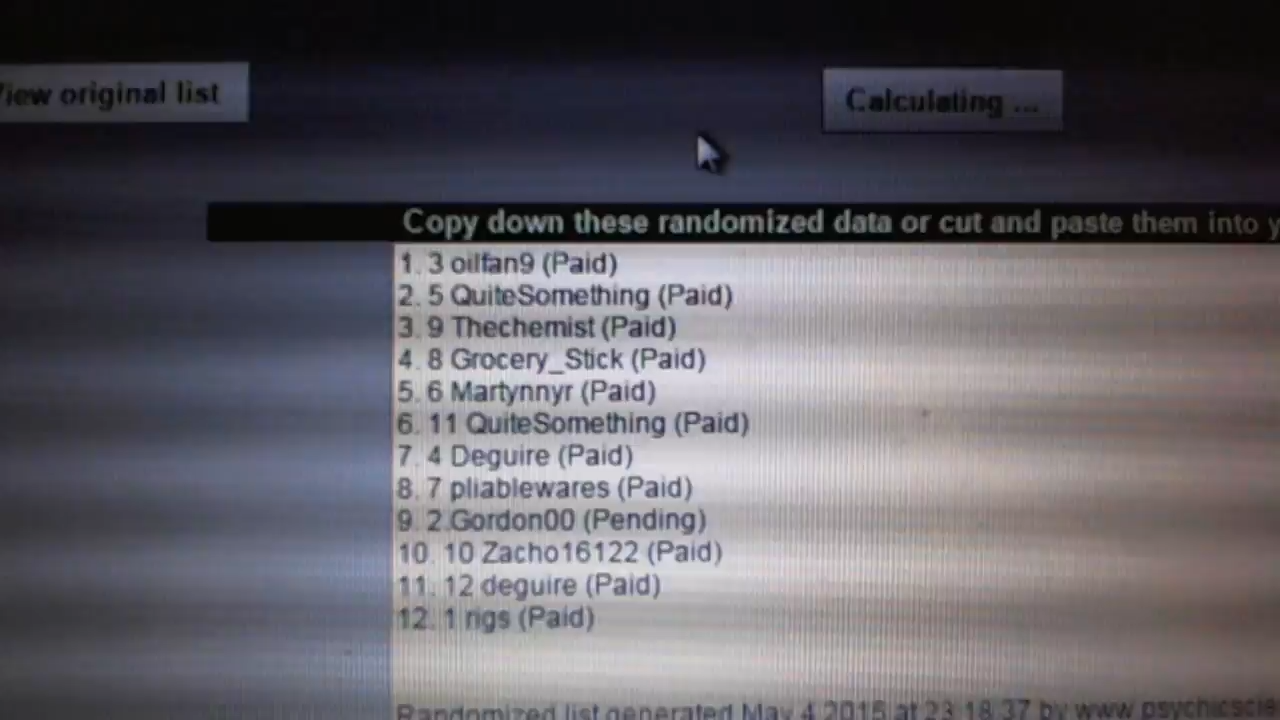 View original list
Calculating ...
Copy down these randomized data or cut and paste them into y
1. 3 oilfan9 (Paid)
2. 5 QuiteSomething (Paid)
3. 9 Thechemist (Paid)
4. 8 Grocery_Stick (Paid)
5. 6 Martynnyr (Paid)
6. 11 QuiteSomething (Paid)
7. 4 Deguire (Paid)
8. 7 pliablewares (Paid)
9. 2 Gordon00 (Pending)
10. 10 Zacho16122 (Paid)
11. 12 deguire (Paid)
12. 1 rigs (Paid)
Randomized list generated May 4 2015 at 23:18:37 by www.psychicscie